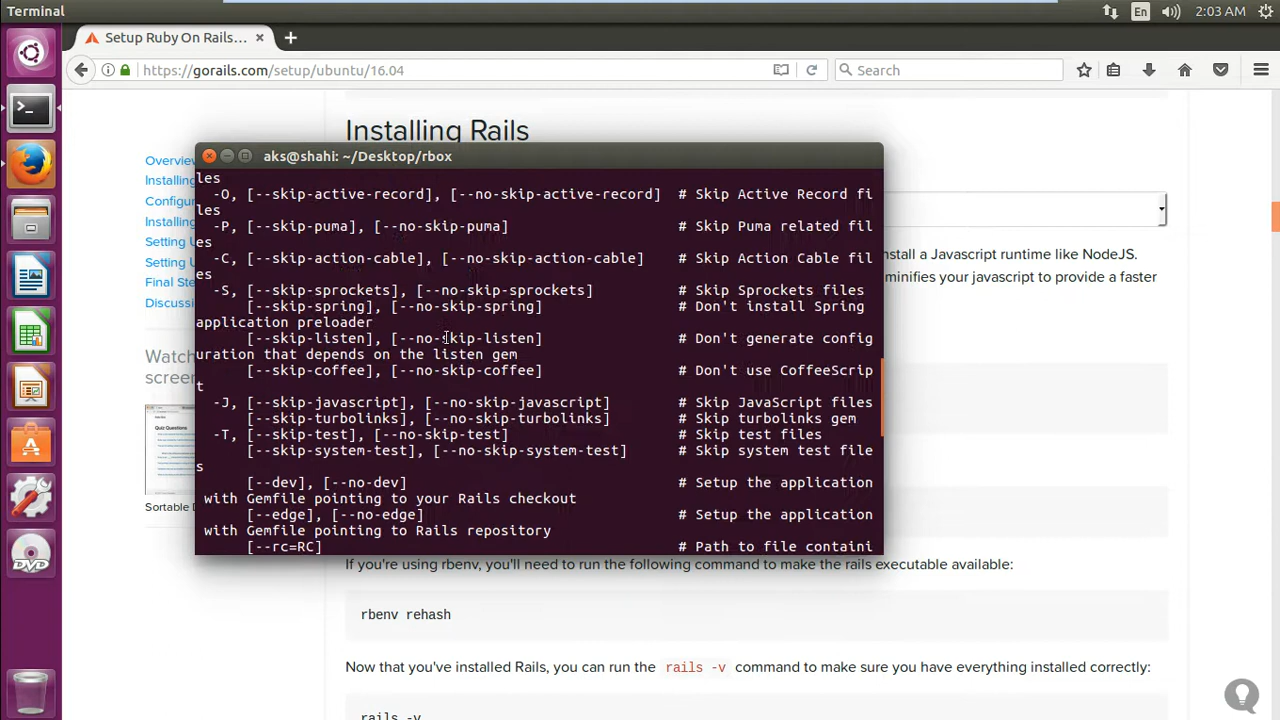 Terminal
En
2:03 AM
Setup Ruby On Rails...
https://gorails.com/setup/ubuntu/16.04
Search
Installing Rails
Overvie
Installing
Configur
Installing
Setting U
Setting U
Final Ste
Discussi
Watch
screen
Sortable D
aks@shahi: ~/Desktop/rbox
les
-O, [--skip-active-record], [--no-skip-active-record]  # Skip Active Record fi
les
-P, [--skip-puma], [--no-skip-puma]  # Skip Puma related fil
es
-C, [--skip-action-cable], [--no-skip-action-cable]  # Skip Action Cable fil
es
-S, [--skip-sprockets], [--no-skip-sprockets]  # Skip Sprockets files
[--skip-spring], [--no-skip-spring]  # Don't install Spring
application preloader
[--skip-listen], [--no-skip-listen]  # Don't generate config
uration that depends on the listen gem
[--skip-coffee], [--no-skip-coffee]  # Don't use CoffeeScrip
t
-J, [--skip-javascript], [--no-skip-javascript]  # Skip JavaScript files
[--skip-turbolinks], [--no-skip-turbolinks]  # Skip turbolinks gem
-T, [--skip-test], [--no-skip-test]  # Skip test files
[--skip-system-test], [--no-skip-system-test]  # Skip system test file
s
[--dev], [--no-dev]  # Setup the application
with Gemfile pointing to your Rails checkout
[--edge], [--no-edge]  # Setup the application
with Gemfile pointing to Rails repository
[--rc=RC]  # Path to file containi
nstall a Javascript runtime like NodeJS.
minifies your javascript to provide a faster
If you're using rbenv, you'll need to run the following command to make the rails executable available:
rbenv rehash
Now that you've installed Rails, you can run the rails -v command to make sure you have everything installed correctly:
rails -v